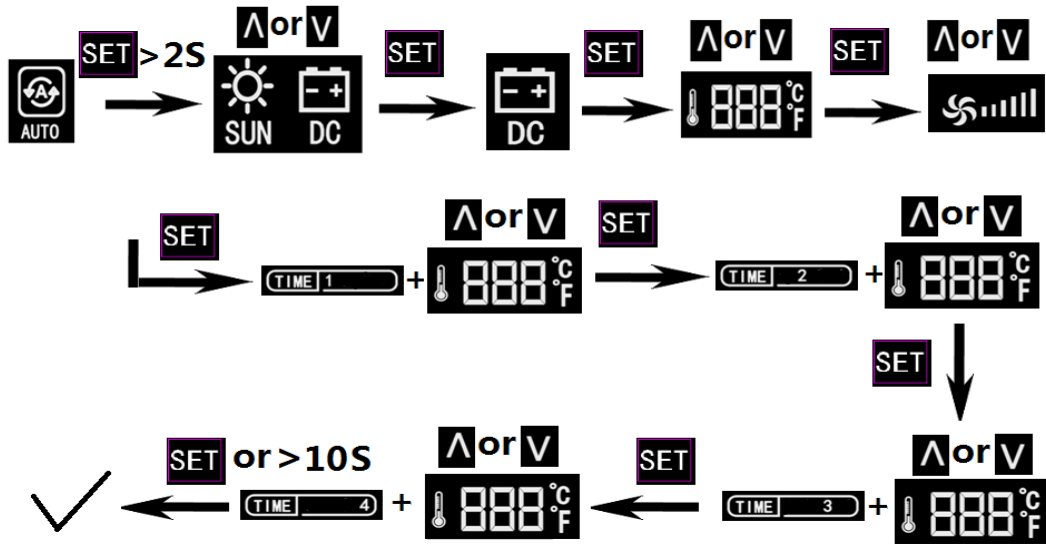 SET >2S Λ or V SET SET Λ or V SET Λ or V
A AUTO SUN - + DC - + DC 888 °C °F
SET Λ or V SET Λ or V
TIME 1 + 888 °C °F TIME 2 + 888 °C °F
SET
SET or >10S Λ or V SET Λ or V
TIME 4 + 888 °C °F TIME 3 + 888 °C °F